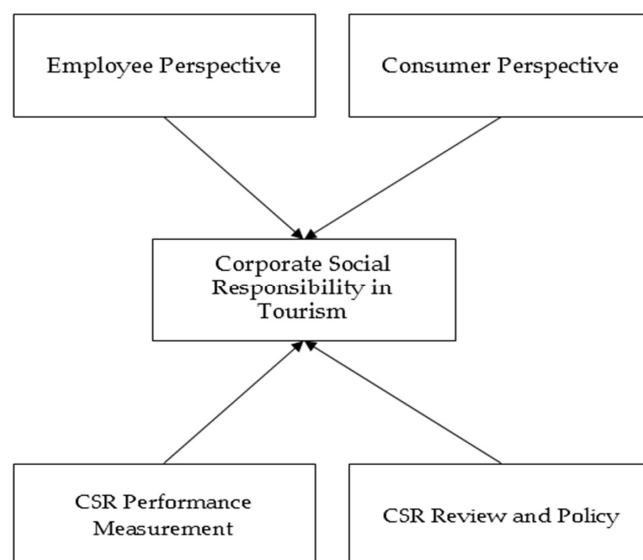 Employee Perspective
Consumer Perspective
Corporate Social
Responsibility in
Tourism
CSR Performance
Measurement
CSR Review and Policy